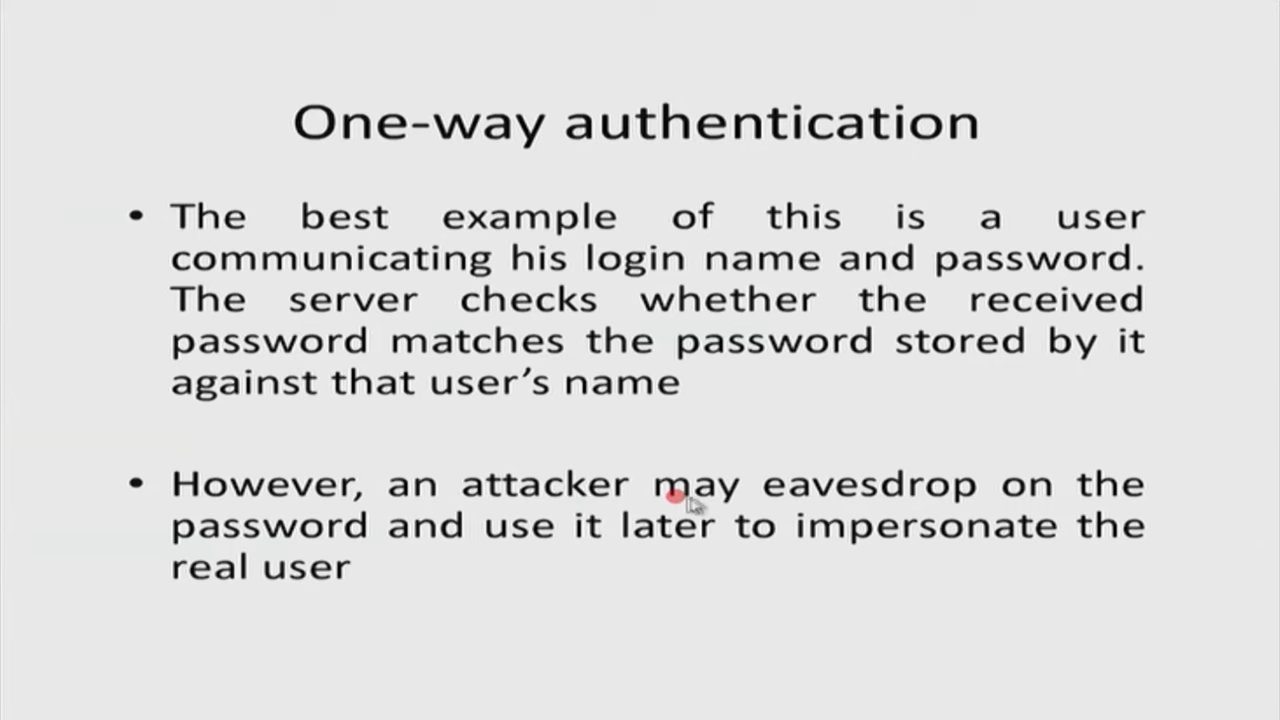 One-way authentication
• The best example of this is a user
communicating his login name and password.
The server checks whether the received
password matches the password stored by it
against that user’s name
• However, an attacker may eavesdrop on the
password and use it later to impersonate the
real user